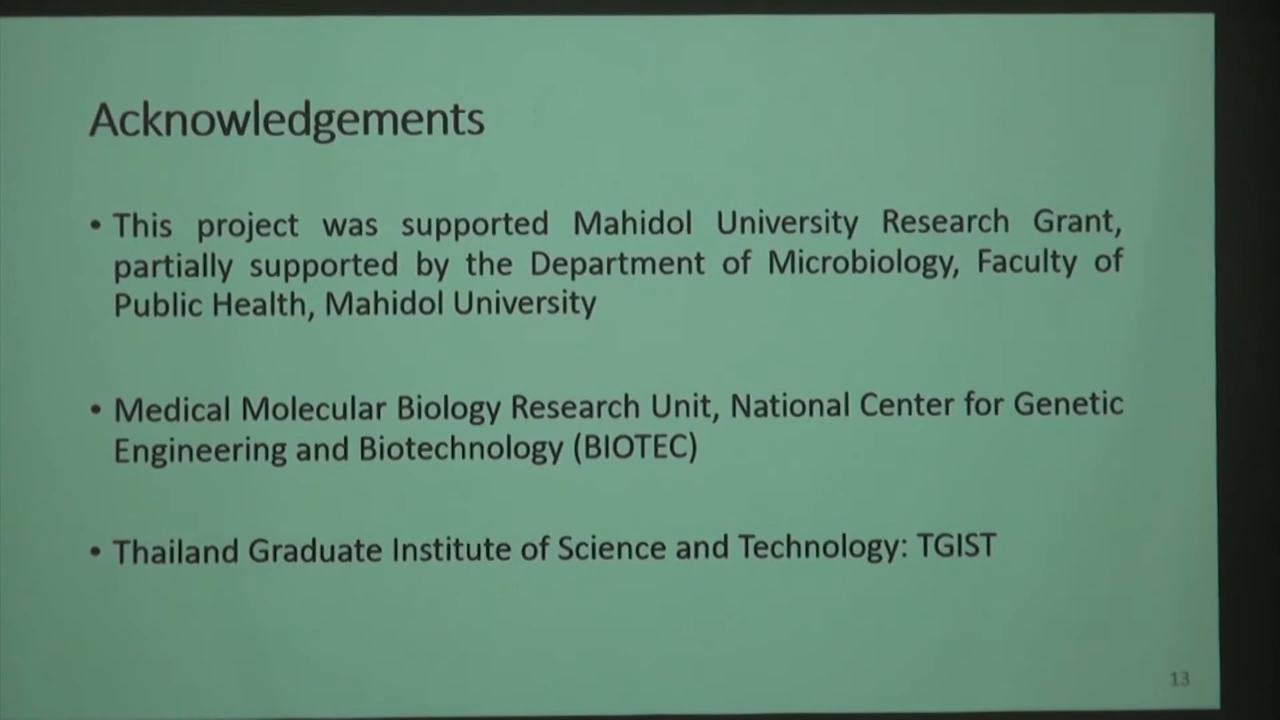 Acknowledgements
• This project was supported Mahidol University Research Grant,
partially supported by the Department of Microbiology, Faculty of
Public Health, Mahidol University
• Medical Molecular Biology Research Unit, National Center for Genetic
Engineering and Biotechnology (BIOTEC)
• Thailand Graduate Institute of Science and Technology: TGIST
13